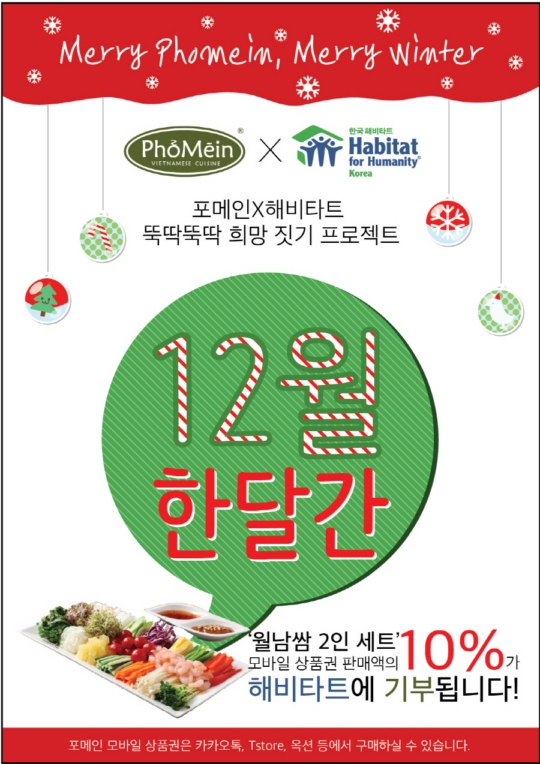 Merry Phomein, Merry Winter
PhỏMein®
VIETNAMESE CUISINE
X
한국 해비타트
Habitat
for Humanity®
Korea
포메인X해비타트
뚝딱뚝딱 희망 짓기 프로젝트
12월
한달간
'월남쌈 2인 세트'
모바일 상품권 판매액의 10%가
해비타트에 기부됩니다!
포메인 모바일 상품권은 카카오톡, Tstore, 옥션 등에서 구매하실 수 있습니다.